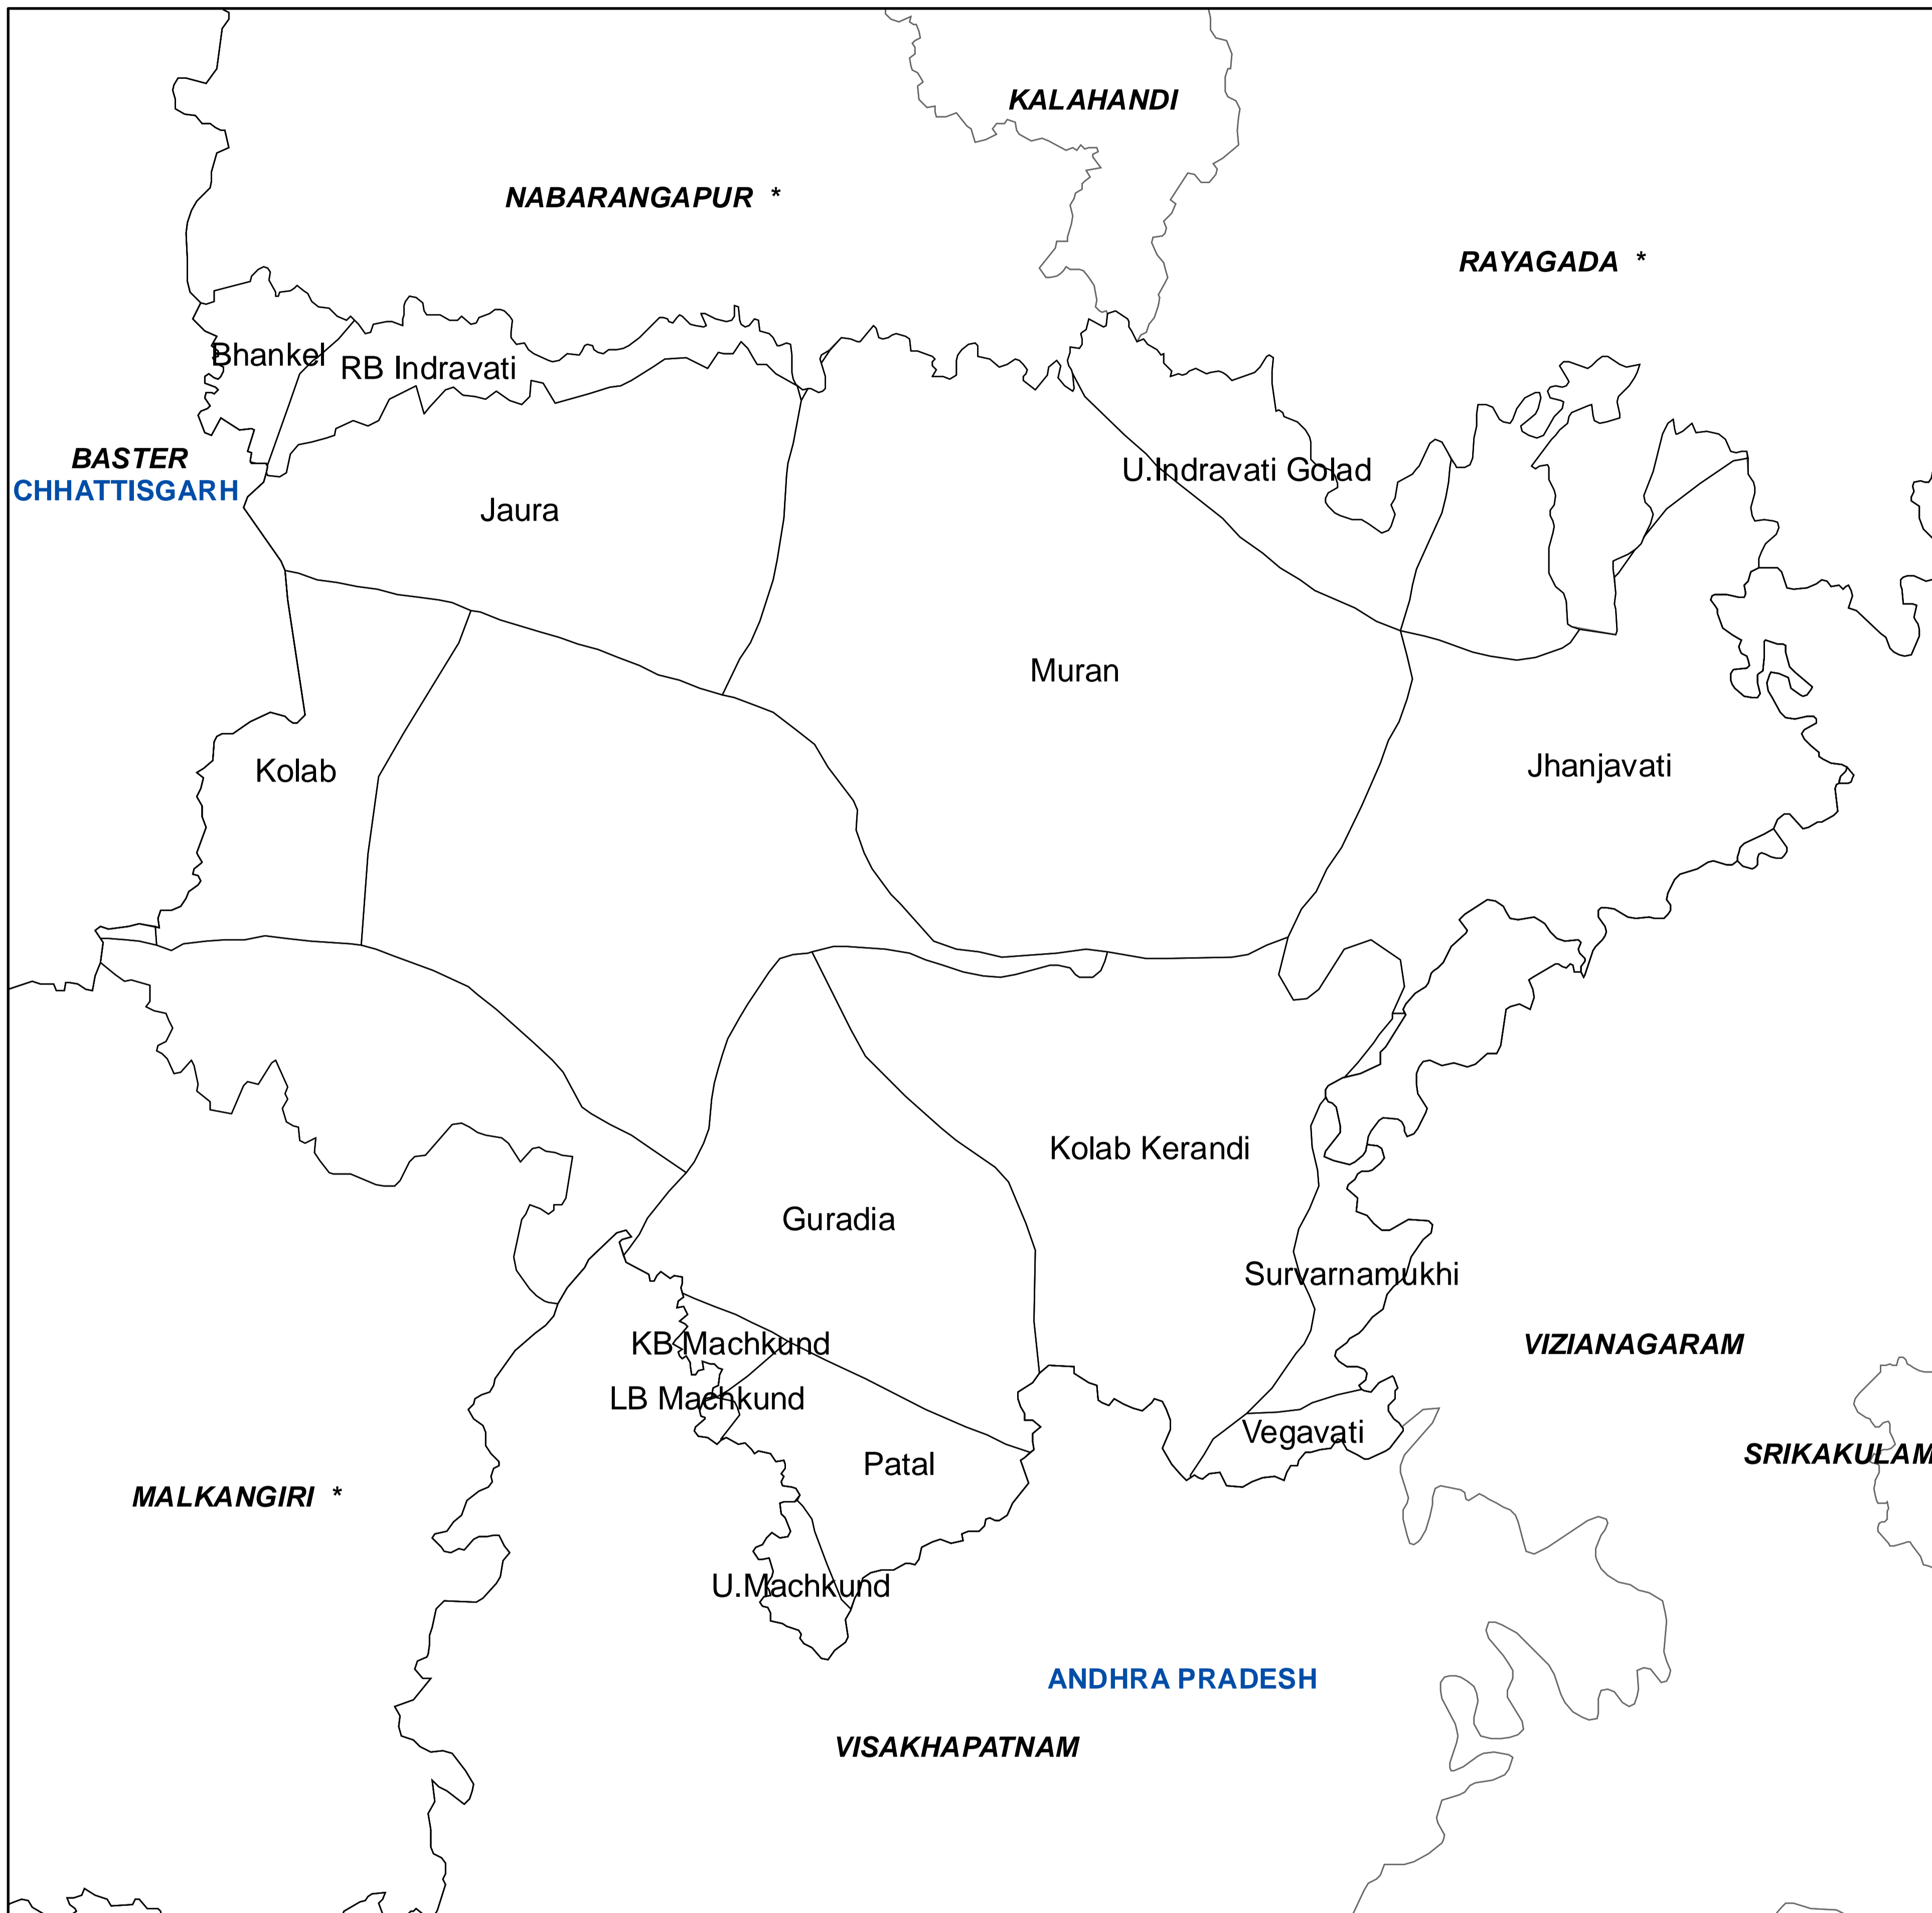 KALAHANDI
NABARANGAPUR *
RAYAGADA *
Bhankel
RB Indravati
BASTER
CHHATTISGARH
U.Indravati Golad
Jaura
Muran
Jhanjavati
Kolab
Kolab Kerandi
Guradia
Survarnamukhi
KB Machkund
VIZIANAGARAM
LB Machkund
Vegavati
SRIKAKULAM
Patal
MALKANGIRI *
U.Machkund
ANDHRA PRADESH
VISAKHAPATNAM